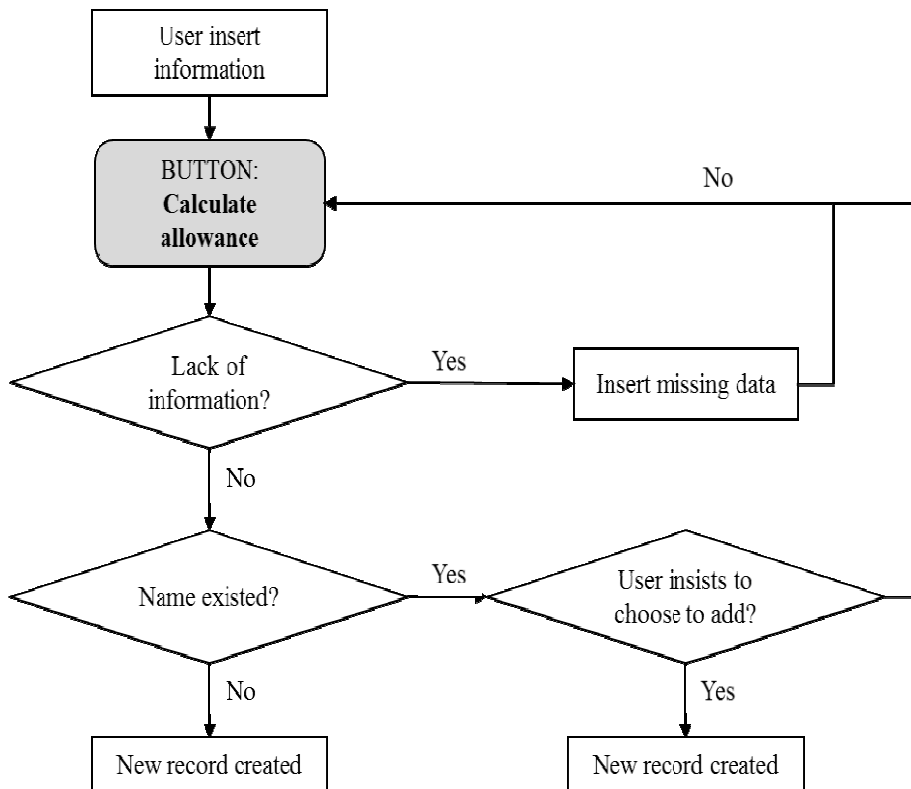 User insert
information
BUTTON:
Calculate
allowance
No
Lack of
information?
Yes
Insert missing data
No
Name existed?
Yes
User insists to
choose to add?
No
Yes
New record created
New record created